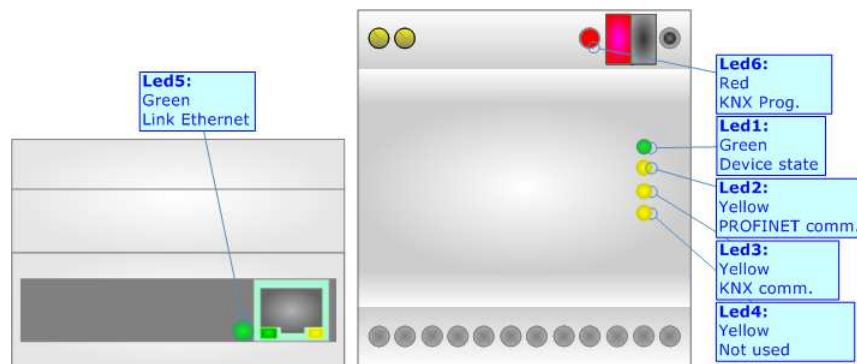 Led5:
Green
Link Ethernet
Led6:
Red
KNX Prog.
Led1:
Green
Device state
Led2:
Yellow
PROFINET comm.
Led3:
Yellow
KNX comm.
Led4:
Yellow
Not used